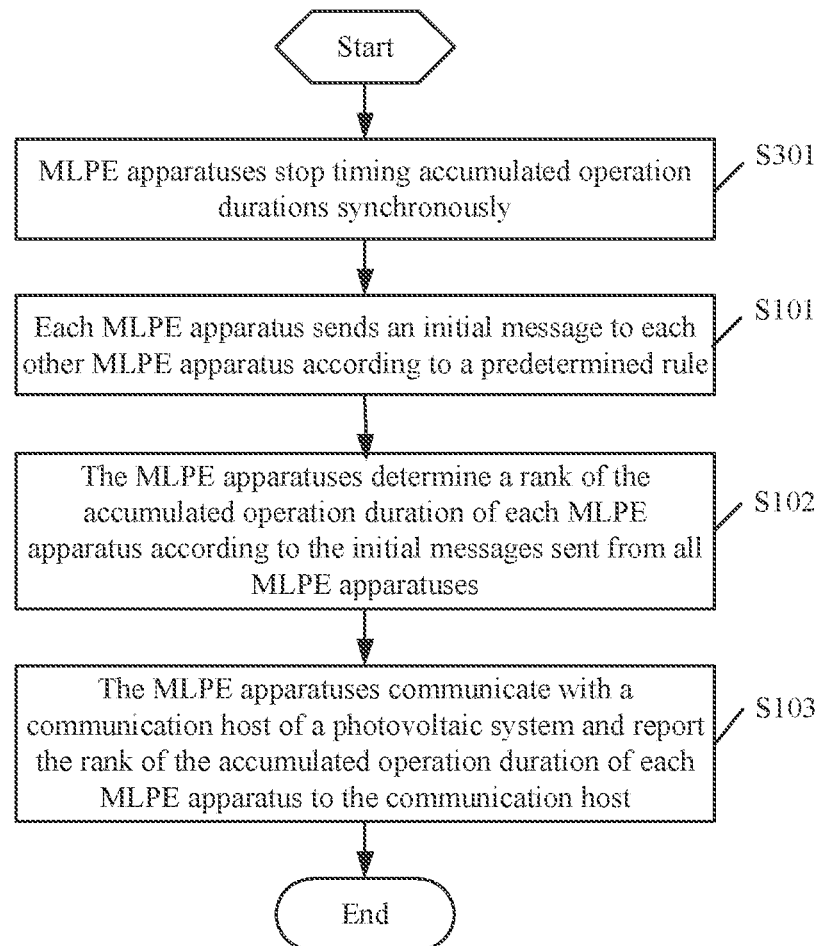 Start
MLPE apparatuses stop timing accumulated operation
durations synchronously
S301
Each MLPE apparatus sends an initial message to each
other MLPE apparatus according to a predetermined rule
S101
The MLPE apparatuses determine a rank of the
accumulated operation duration of each MLPE
apparatus according to the initial messages sent from all
MLPE apparatuses
S102
The MLPE apparatuses communicate with a
communication host of a photovoltaic system and report
the rank of the accumulated operation duration of each
MLPE apparatus to the communication host
S103
End